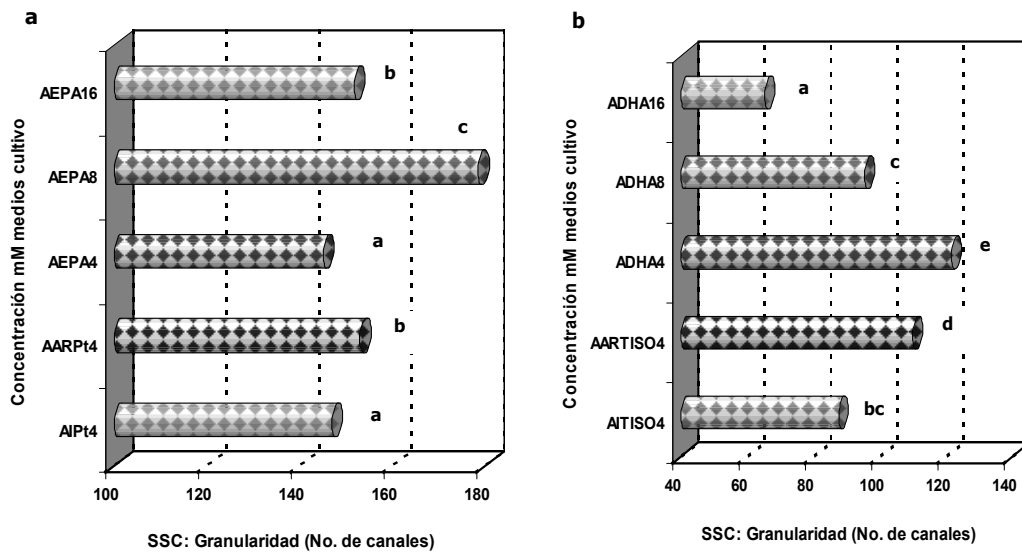 a
Concentración mM medios cultivo
AEPA16
b
c
AEPA8
AEPA4
a
AARPt4
b
AIPt4
a
100 120 140 160 180
SSC: Granularidad (No. de canales)
b
Concentración mM medios cultivo
ADHA16
a
ADHA8
c
ADHA4
e
AARTISO4
d
AITISO4
bc
40 60 80 100 120 140
SSC: Granularidad (No. de canales)